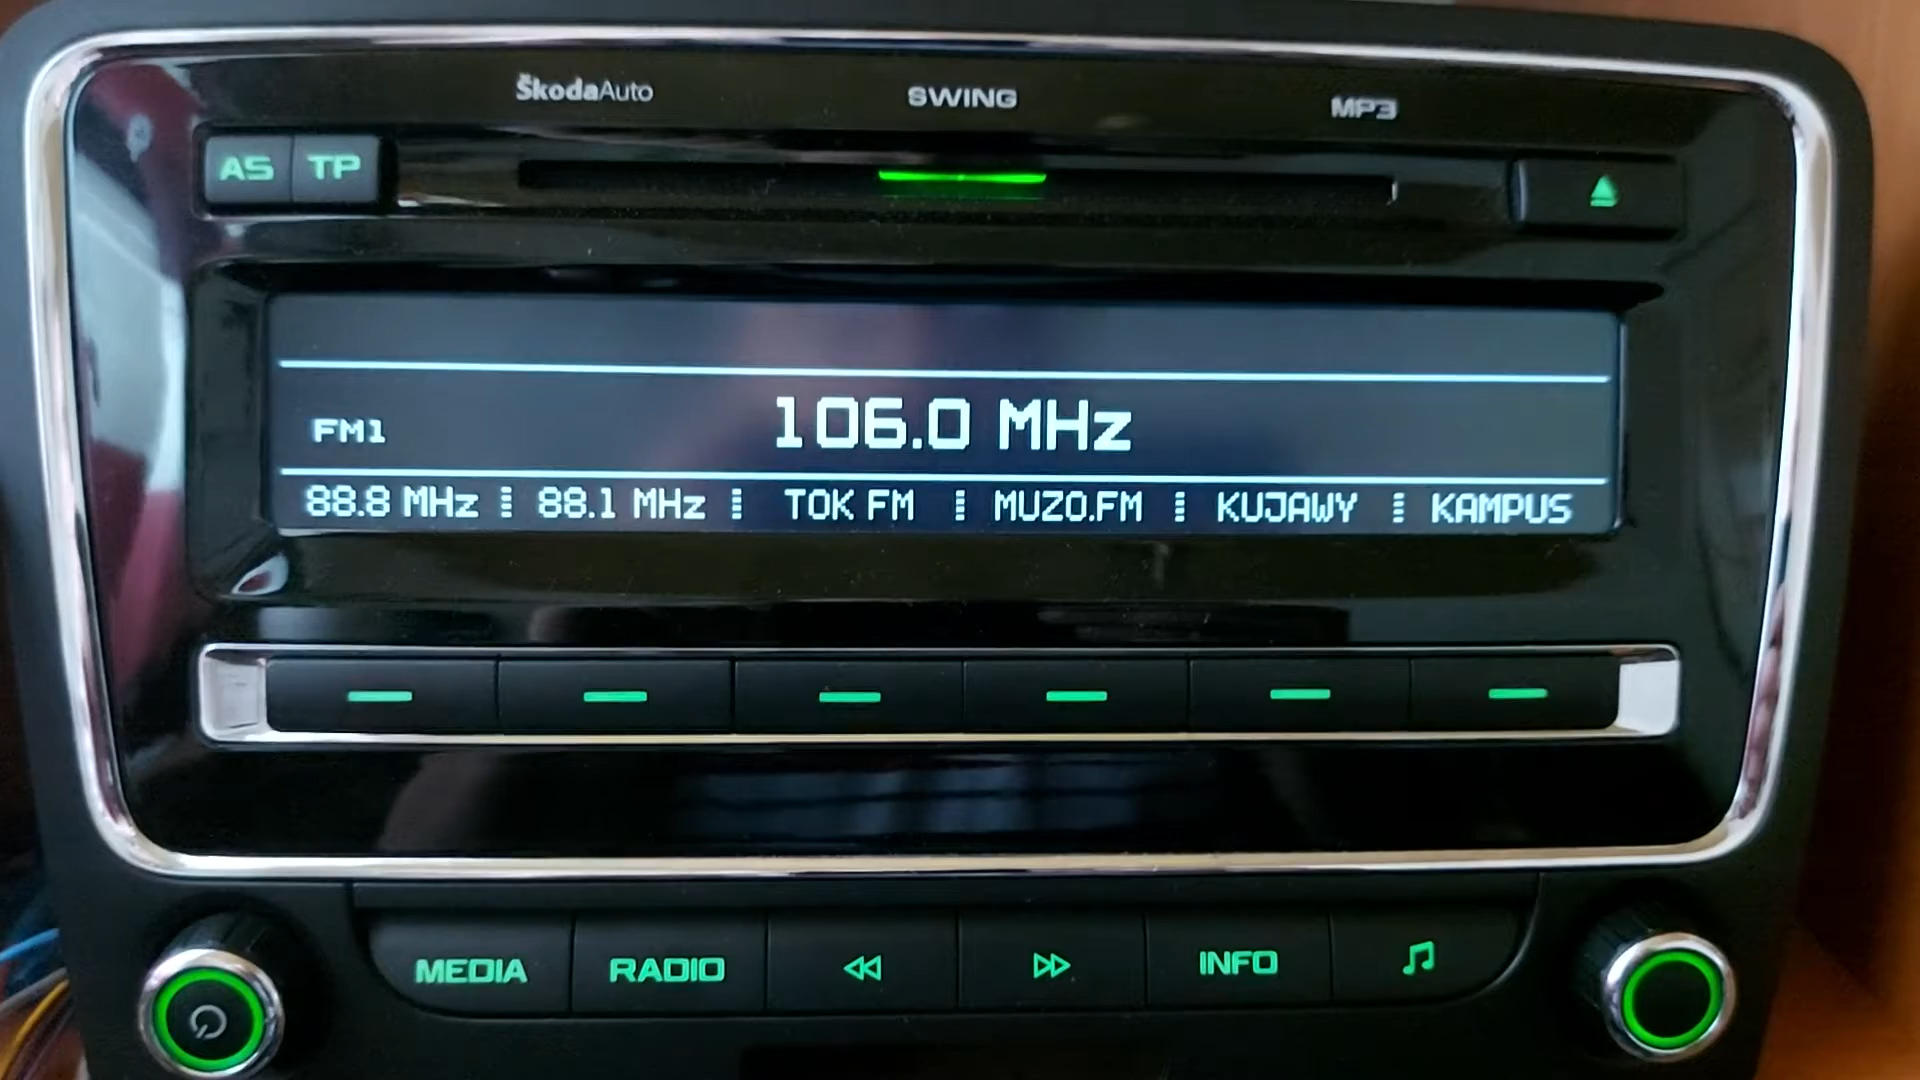 ŠkodaAuto SWING MP3
AS TP
106.0 MHz
FM1
88.8 MHz 88.1 MHz TOK FM MUZO.FM KUJAWY KAMPUS
MEDIA RADIO INFO